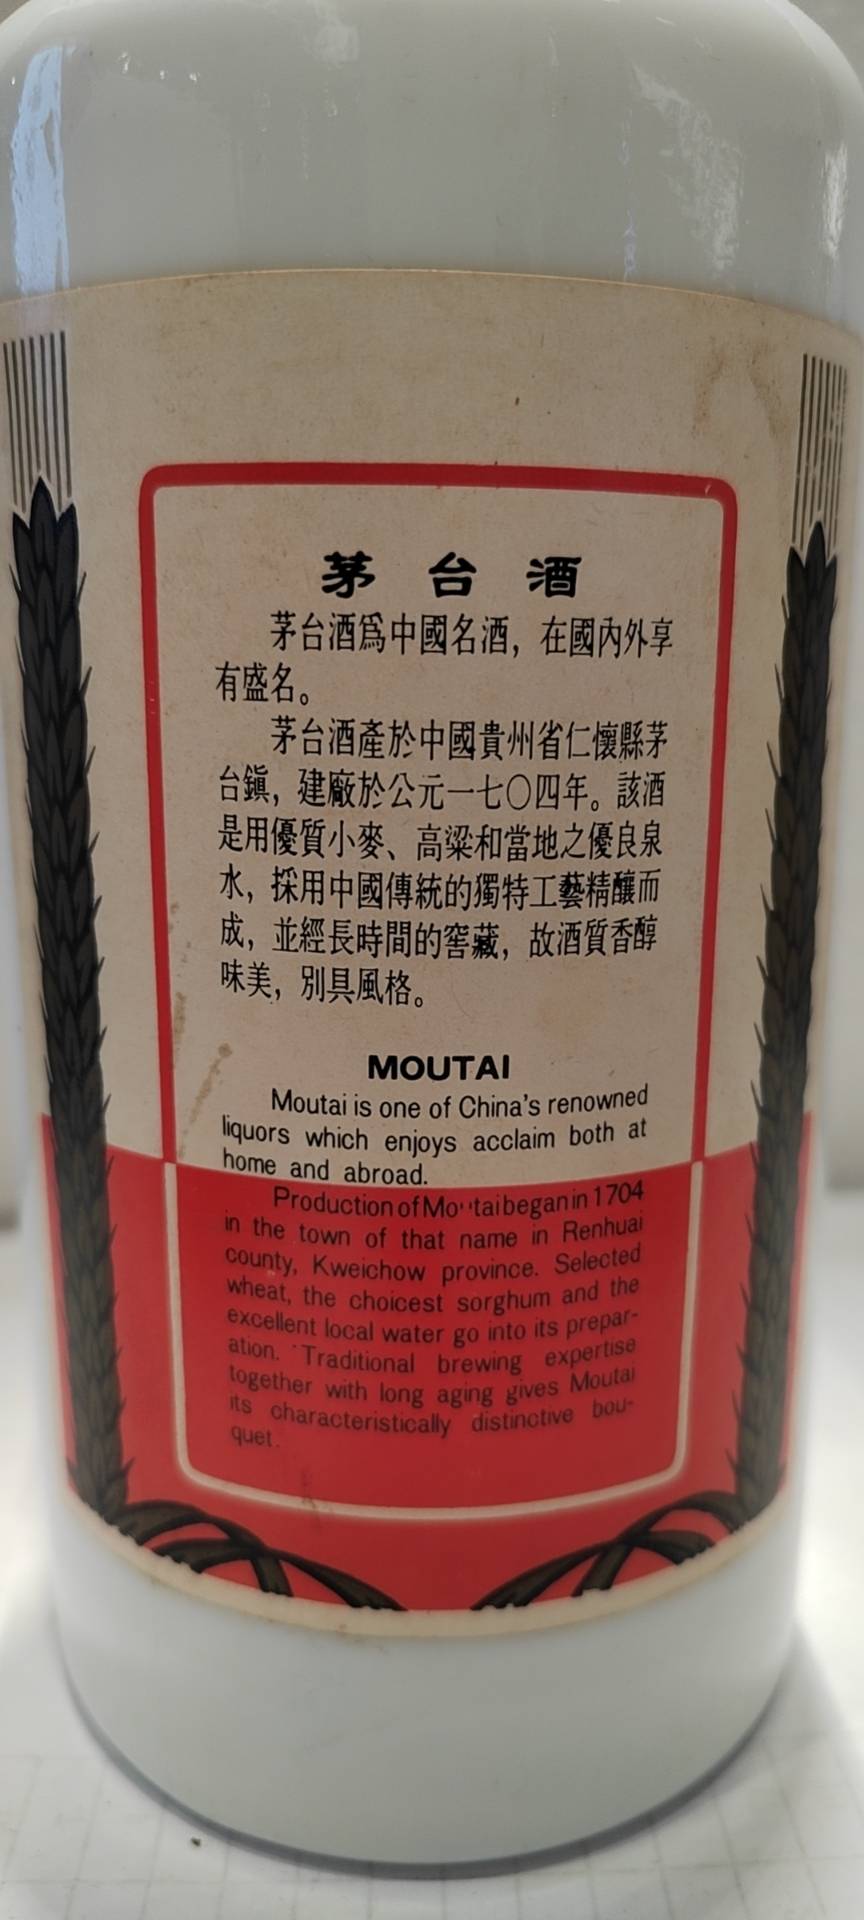 茅台酒
茅台酒爲中國名酒，在國內外享
有盛名。
茅台酒產於中國貴州省仁懷縣茅
台鎭，建廠於公元一七〇四年。該酒
是用優質小麥、高粱和當地之優良泉
水，採用中國傳統的獨特工藝精釀而
成，並經長時間的窖藏，故酒質香醇
味美，別具風格。
MOUTAI
Moutai is one of China's renowned
liquors which enjoys acclaim both at
home and abroad.
Production of Moutai began in 1704
in the town of that name in Renhuai
county, Kweichow province. Selected
wheat, the choicest sorghum and the
excellent local water go into its prepar-
ation. Traditional brewing expertise
together with long aging gives Moutai
its characteristically distinctive bou-
quet.